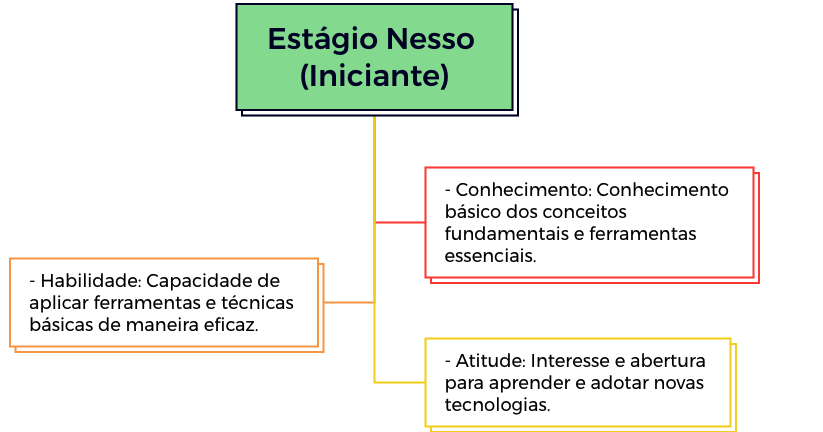 Estágio Nesso
(Iniciante)
- Conhecimento: Conhecimento
básico dos conceitos
fundamentais e ferramentas
essenciais.
- Habilidade: Capacidade de
aplicar ferramentas e técnicas
básicas de maneira eficaz.
- Atitude: Interesse e abertura
para aprender e adotar novas
tecnologias.